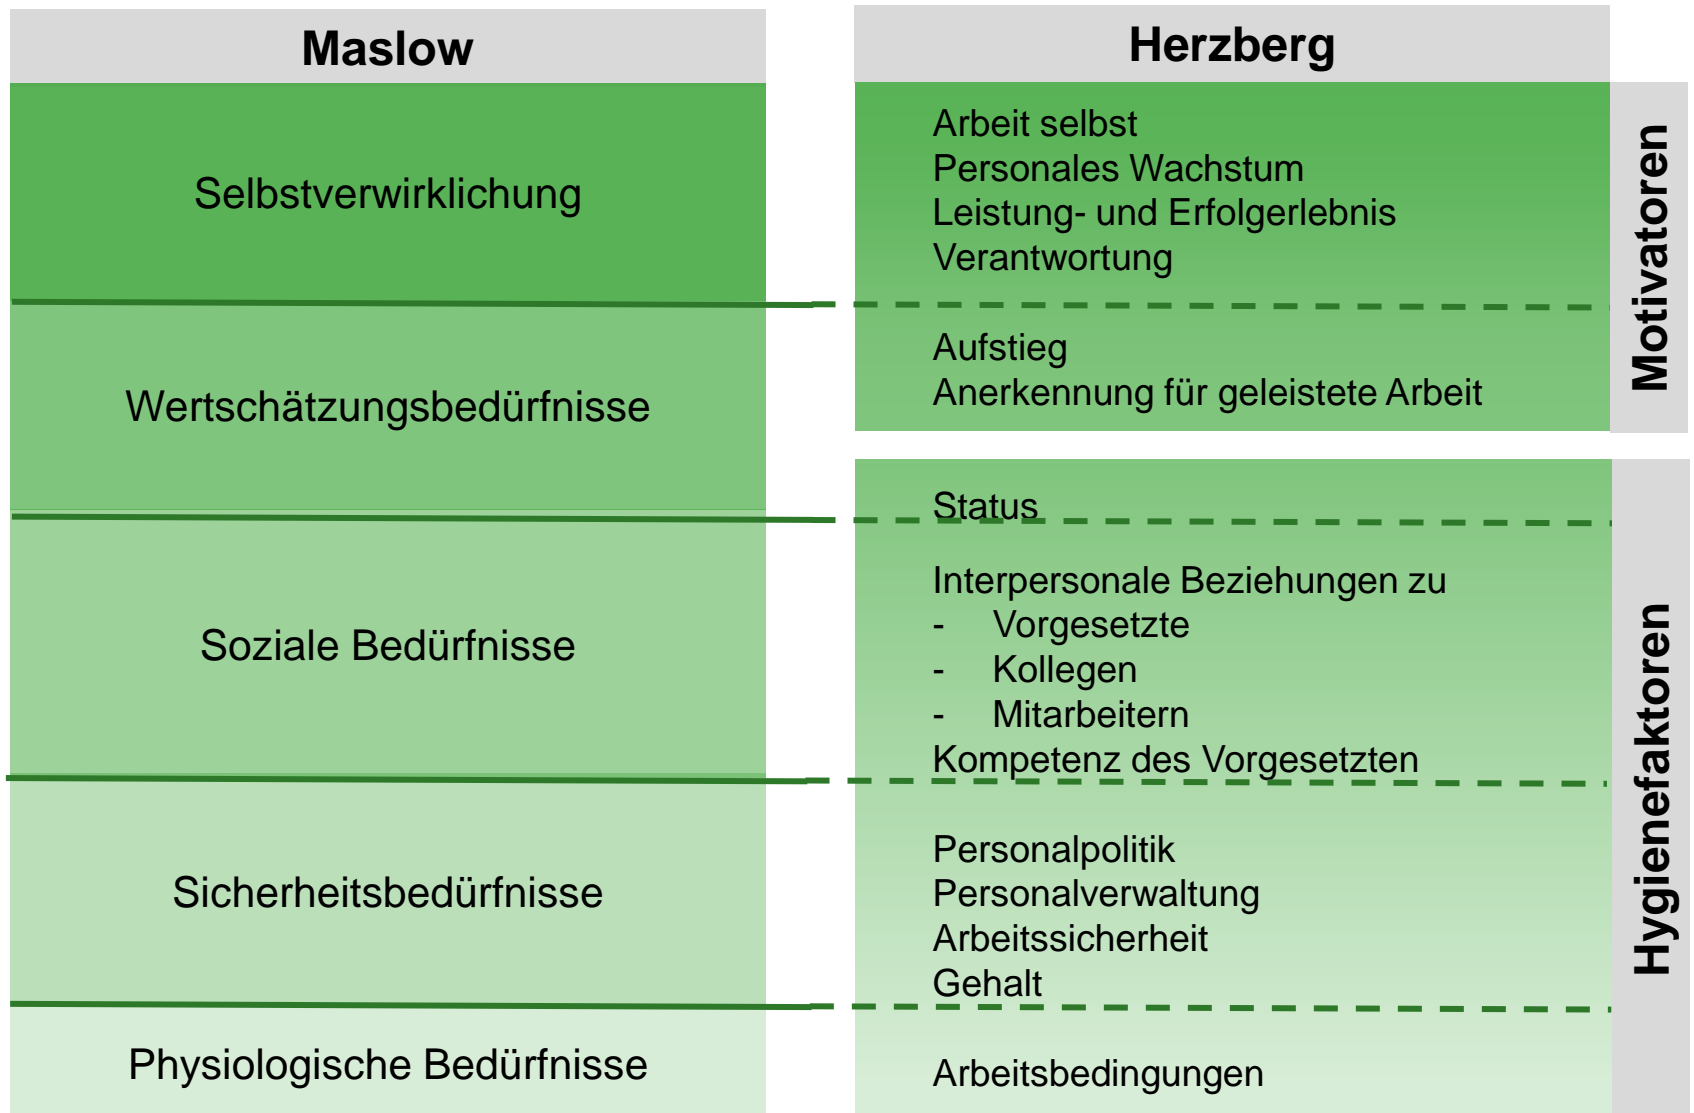 Maslow
Selbstverwirklichung
Wertschätzungsbedürfnisse
Soziale Bedürfnisse
Sicherheitsbedürfnisse
Physiologische Bedürfnisse
Herzberg
Arbeit selbst
Personales Wachstum
Leistung- und Erfolgerlebnis
Verantwortung
Aufstieg
Anerkennung für geleistete Arbeit
Status
Interpersonale Beziehungen zu
- Vorgesetzte
- Kollegen
- Mitarbeitern
Kompetenz des Vorgesetzten
Personalpolitik
Personalverwaltung
Arbeitssicherheit
Gehalt
Arbeitsbedingungen
Motivatoren
Hygienefaktoren